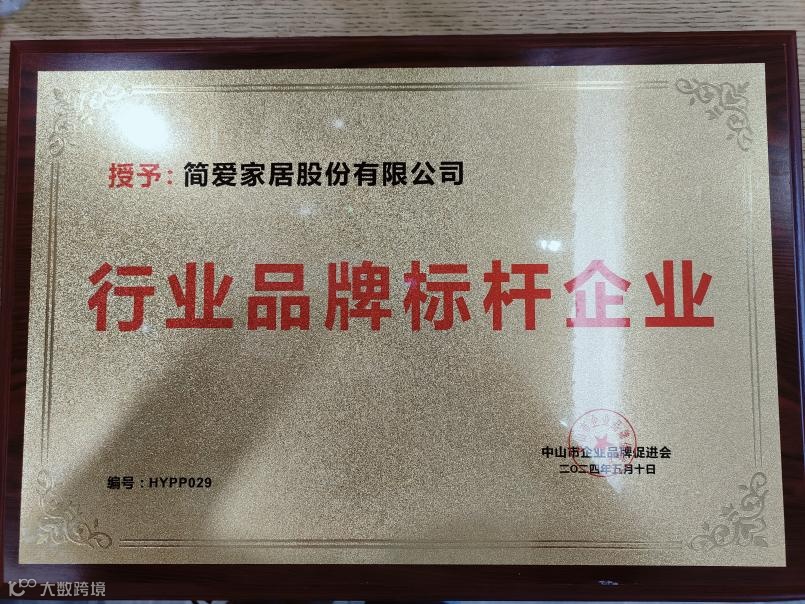 授予：简爱家居股份有限公司
行业品牌标杆企业
中山市企业品牌促进会
二〇二四年五月十日
编号：HYPP029
大数跨境